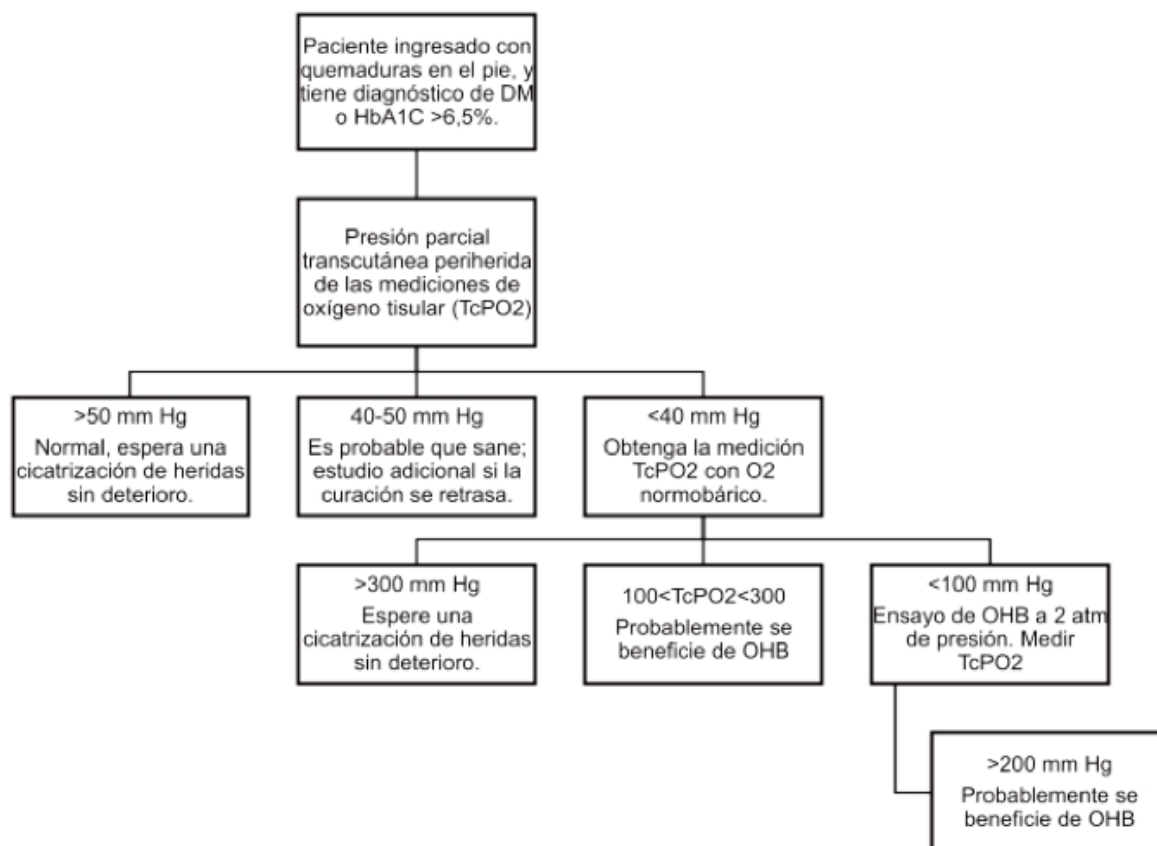 Paciente ingresado con
quemaduras en el pie, y
tiene diagnóstico de DM
o HbA1C >6,5%.
Presión parcial
transcutánea periherida
de las mediciones de
oxígeno tisular (TcPO2)
>50 mm Hg
Normal, espera una
cicatrización de heridas
sin deterioro.
40-50 mm Hg
Es probable que sane;
estudio adicional si la
curación se retrasa.
<40 mm Hg
Obtenga la medición
TcPO2 con O2
normobárico.
>300 mm Hg
Espere una
cicatrización de heridas
sin deterioro.
100<TcPO2<300
Probablemente se
beneficie de OHB
<100 mm Hg
Ensayo de OHB a 2 atm
de presión. Medir
TcPO2
>200 mm Hg
Probablemente se
beneficie de OHB